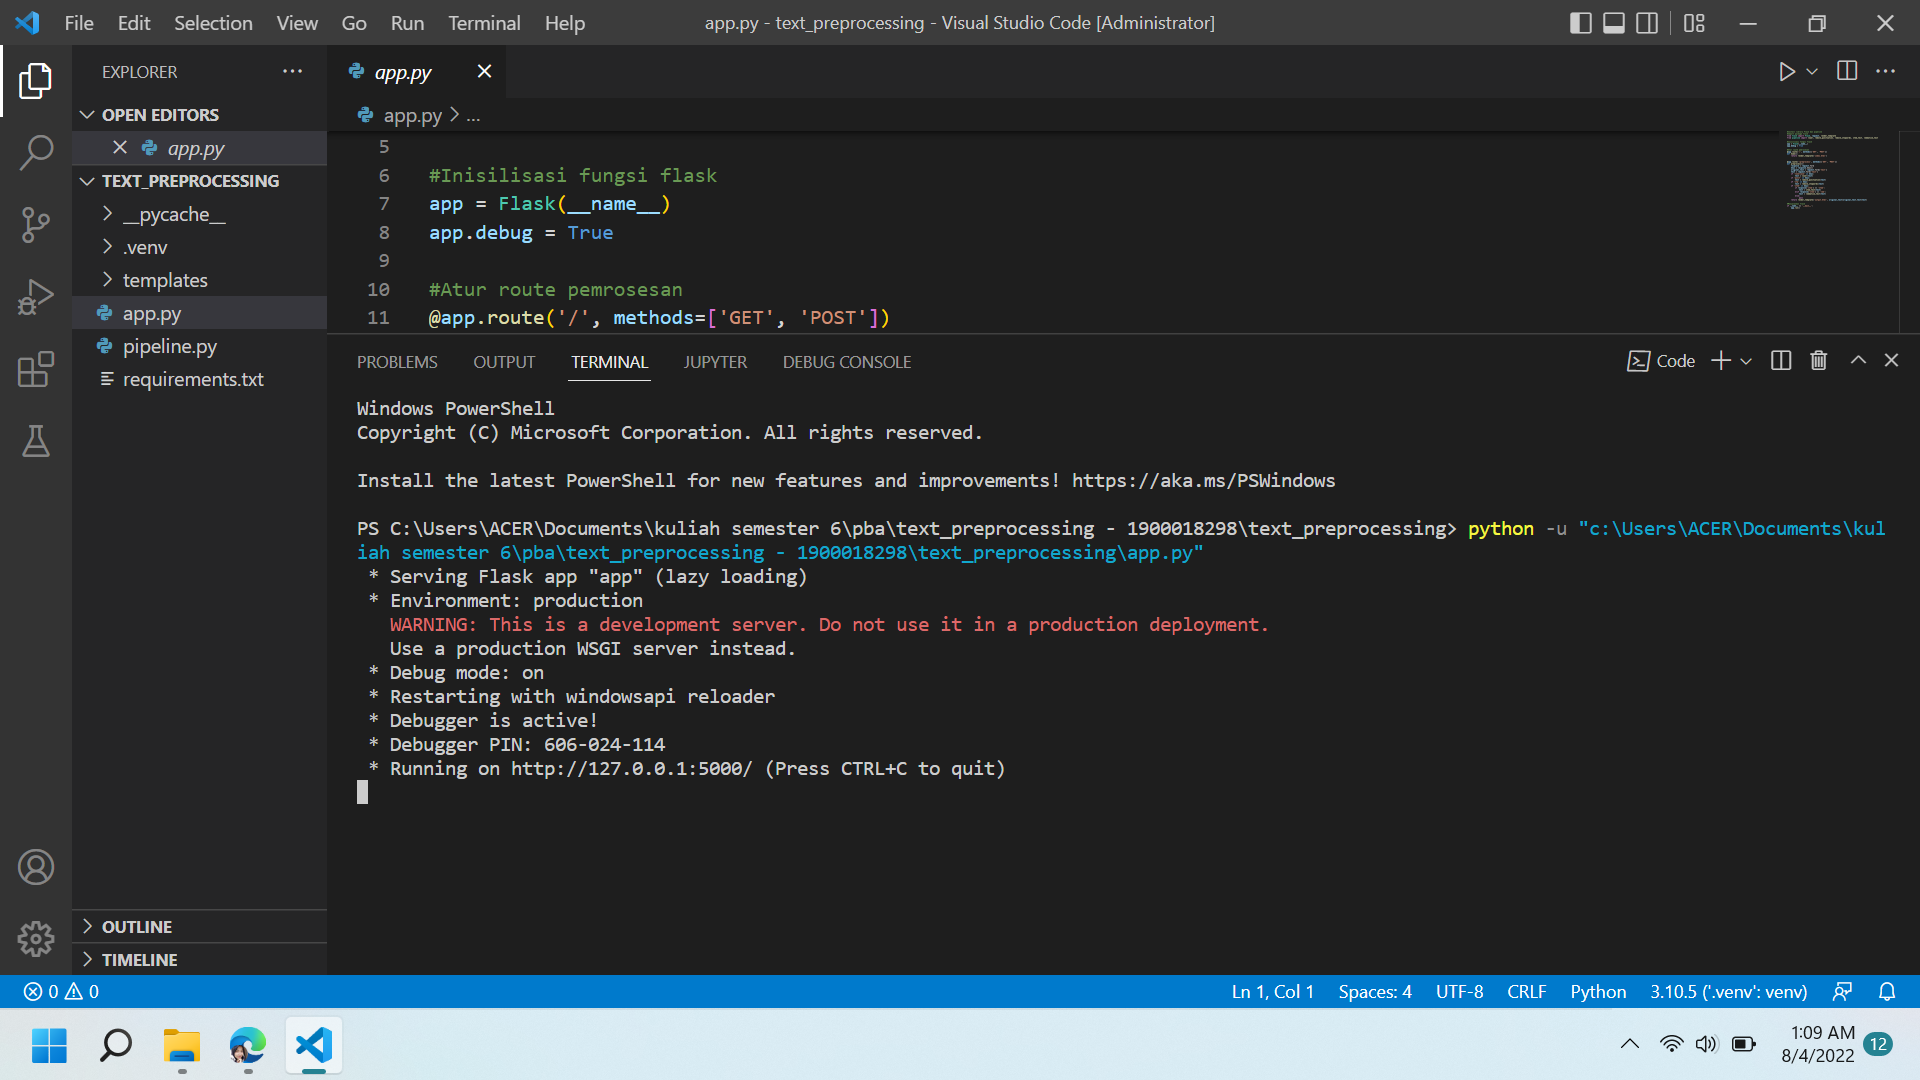 File Edit Selection View Go Run Terminal Help
app.py - text_preprocessing - Visual Studio Code [Administrator]
EXPLORER
OPEN EDITORS
app.py
TEXT_PREPROCESSING
__pycache__
.venv
templates
app.py
pipeline.py
requirements.txt
OUTLINE
TIMELINE
app.py
app.py > ...
5
6 #Inisilisasi fungsi flask
7 app = Flask(__name__)
8 app.debug = True
9
10 #Atur route pemrosesan
11 @app.route('/', methods=['GET', 'POST'])
PROBLEMS OUTPUT TERMINAL JUPYTER DEBUG CONSOLE
Code
Windows PowerShell
Copyright (C) Microsoft Corporation. All rights reserved.
Install the latest PowerShell for new features and improvements! https://aka.ms/PSWindows
PS C:\Users\ACER\Documents\kuliah semester 6\pba\text_preprocessing - 1900018298\text_preprocessing> python -u "c:\Users\ACER\Documents\kul
iah semester 6\pba\text_preprocessing - 1900018298\text_preprocessing\app.py"
* Serving Flask app "app" (lazy loading)
* Environment: production
WARNING: This is a development server. Do not use it in a production deployment.
Use a production WSGI server instead.
* Debug mode: on
* Restarting with windowsapi reloader
* Debugger is active!
* Debugger PIN: 606-024-114
* Running on http://127.0.0.1:5000/ (Press CTRL+C to quit)
0 0
Ln 1, Col 1 Spaces: 4 UTF-8 CRLF Python 3.10.5 ('.venv': venv)
1:09 AM
8/4/2022
12